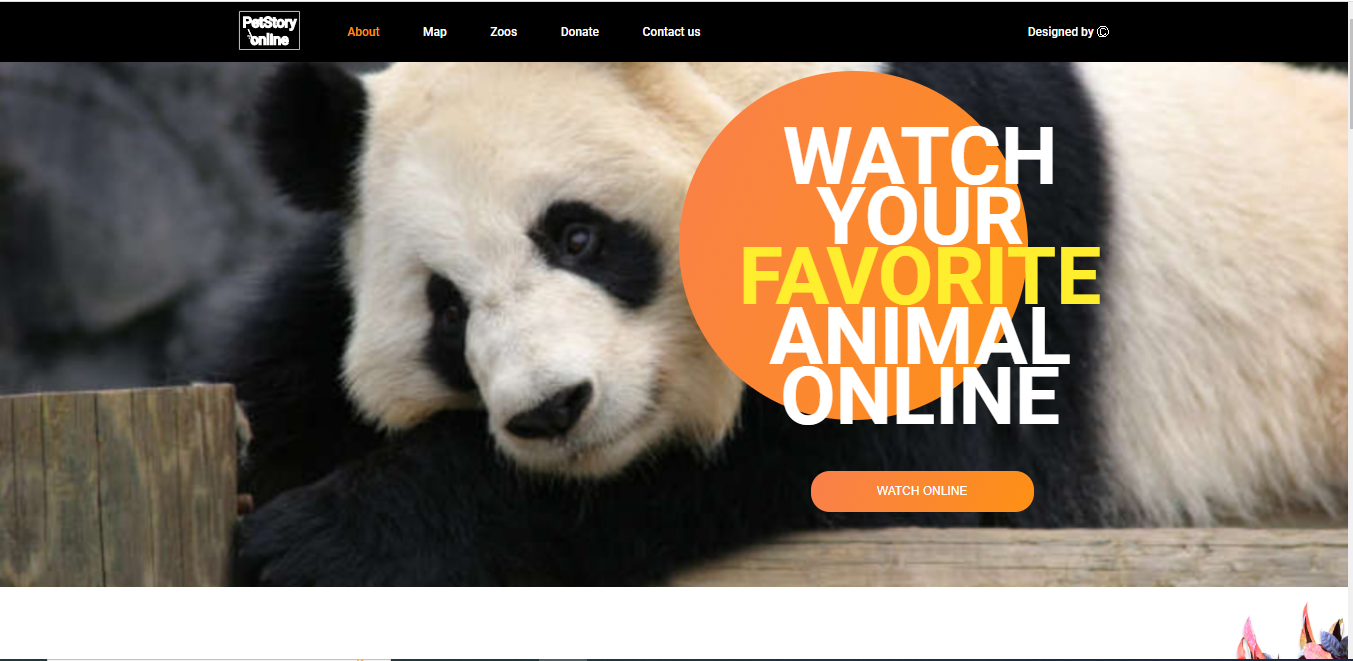 PetStory
online
About Map Zoos Donate Contact us Designed by ©
WATCH
YOUR
FAVORITE
ANIMAL
ONLINE
WATCH ONLINE